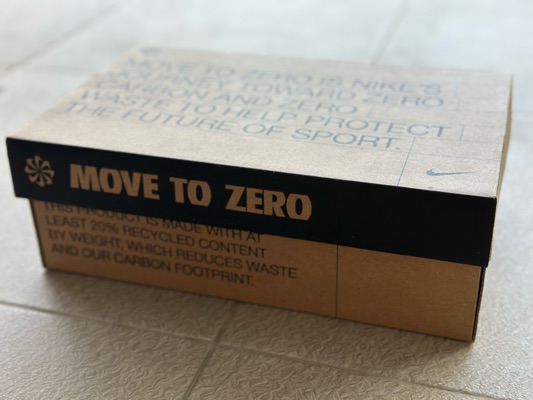 MOVE TO ZERO IS NIKE'S
JOURNEY TOWARD ZERO
CARBON AND ZERO
WASTE TO HELP PROTECT
THE FUTURE OF SPORT.
MOVE TO ZERO
THIS PRODUCT IS MADE WITH AT
LEAST 20% RECYCLED CONTENT
BY WEIGHT, WHICH REDUCES WASTE
AND OUR CARBON FOOTPRINT.